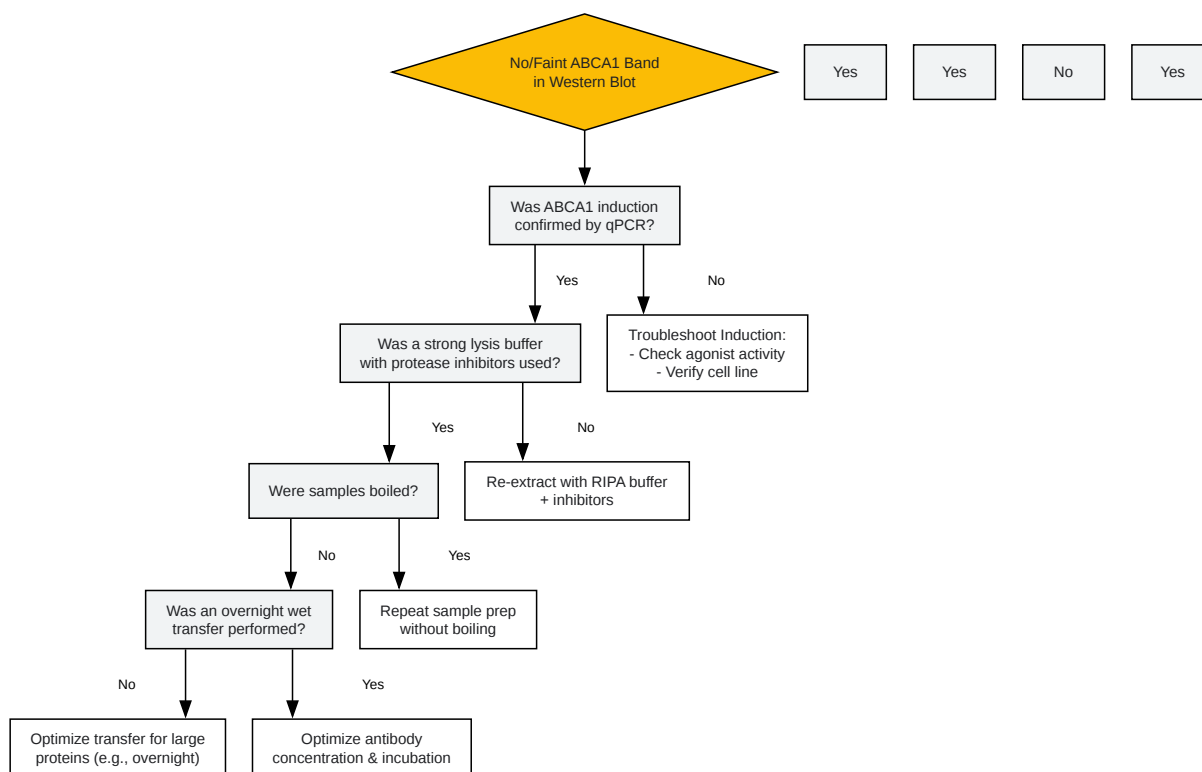 No/Faint ABCA1 Band
in Western Blot
Yes
Yes
No
Yes
Was ABCA1 induction
confirmed by qPCR?
Yes
No
Was a strong lysis buffer
with protease inhibitors used?
Troubleshoot Induction:
- Check agonist activity
- Verify cell line
Yes
No
Were samples boiled?
Re-extract with RIPA buffer
+ inhibitors
No
Yes
Was an overnight wet
transfer performed?
Repeat sample prep
without boiling
No
Yes
Optimize transfer for large
proteins (e.g., overnight)
Optimize antibody
concentration & incubation